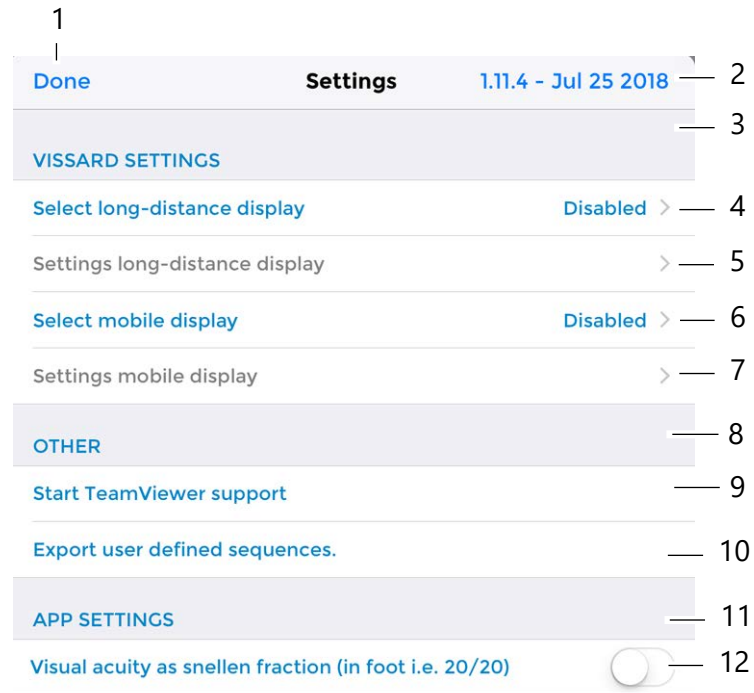 1
Done Settings 1.11.4 - Jul 25 2018 2
3
VISSARD SETTINGS
Select long-distance display Disabled > 4
Settings long-distance display > 5
Select mobile display Disabled > 6
Settings mobile display > 7
8
OTHER
Start TeamViewer support 9
Export user defined sequences. 10
APP SETTINGS 11
Visual acuity as snellen fraction (in foot i.e. 20/20) 12